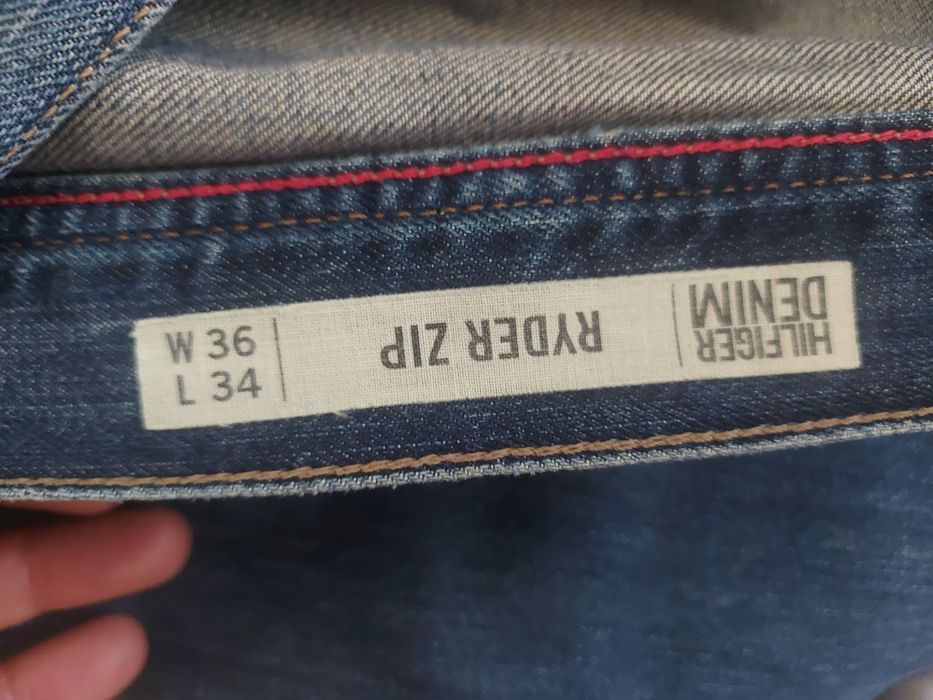 HILFIGER
DENIM
RYDER ZIP
W 36
L 34